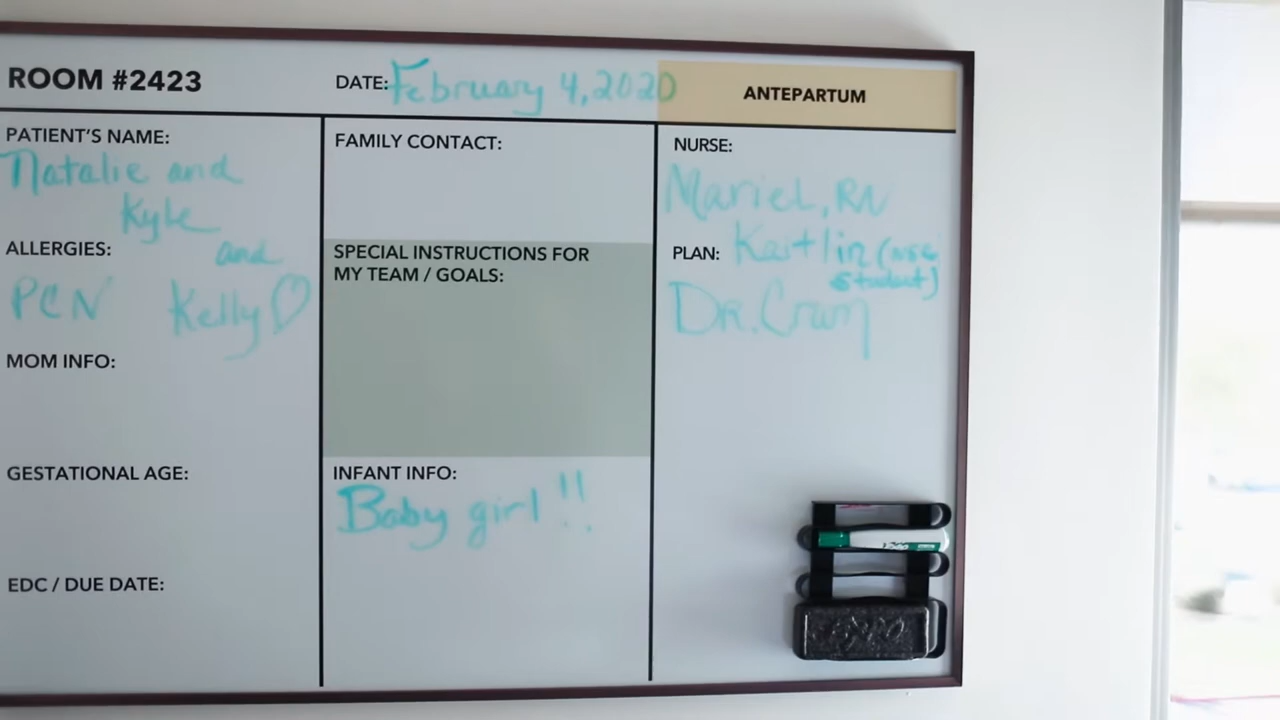 ROOM #2423
DATE: February 4, 2020
ANTEPARTUM
PATIENT'S NAME:
Natalie and
Kyle
and
Kelly♡
ALLERGIES:
PCN
MOM INFO:
GESTATIONAL AGE:
EDC / DUE DATE:
FAMILY CONTACT:
SPECIAL INSTRUCTIONS FOR
MY TEAM / GOALS:
INFANT INFO:
Baby girl!!
NURSE:
Mariel, RN
Kaitlin (nsg
student)
PLAN:
Dr.
EXPO